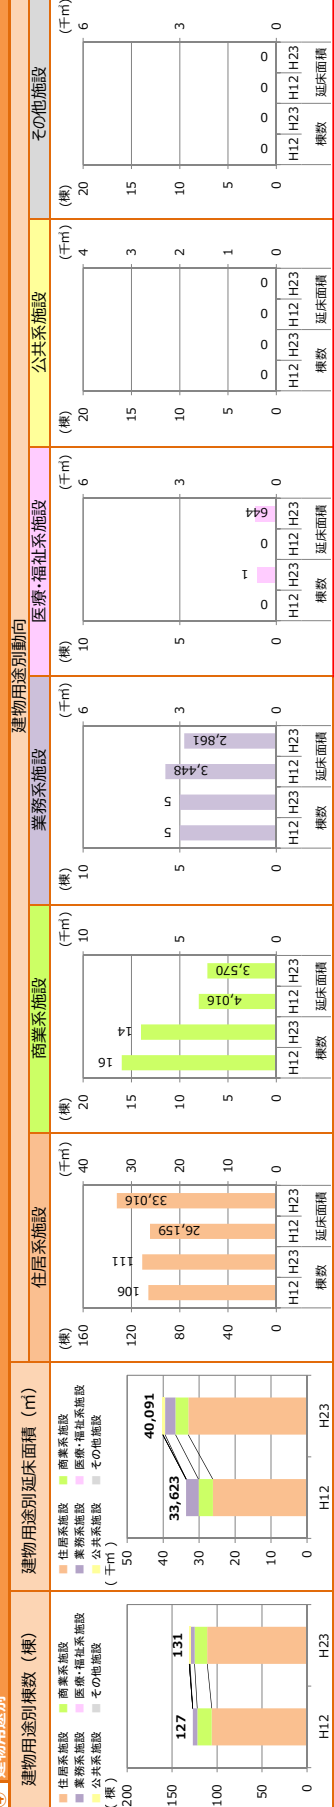 建物用途別
建物用途別棟数（棟）
住居系施設 商業系施設
業務系施設 医療・福祉系施設
公共系施設 その他施設
(棟)
200
150
100
50
0
127
131
H12 H23
建物用途別延床面積（㎡）
住居系施設 商業系施設
業務系施設 医療・福祉系施設
公共系施設 その他施設
(千㎡)
50
40
30
20
10
0
33,623
40,091
H12 H23
建物用途別動向
住居系施設
(棟) (千㎡)
160 40
120 30
80 20
40 10
0 0
106 111 26,159 33,016
H12 H23 H12 H23
棟数 延床面積
商業系施設
(棟) (千㎡)
20 10
15
10 5
5
0 0
16 14 4,016 3,570
H12 H23 H12 H23
棟数 延床面積
業務系施設
(棟) (千㎡)
10 6
5 3
0 0
5 5 3,448 2,861
H12 H23 H12 H23
棟数 延床面積
医療・福祉系施設
(棟) (千㎡)
10 6
5 3
0 0
0 1 0 644
H12 H23 H12 H23
棟数 延床面積
公共系施設
(棟) (千㎡)
20 4
15 3
10 2
5 1
0 0
0 0 0 0
H12 H23 H12 H23
棟数 延床面積
その他施設
(棟) (千㎡)
20 6
15
10 3
5
0 0
0 0 0 0
H12 H23 H12 H23
棟数 延床面積